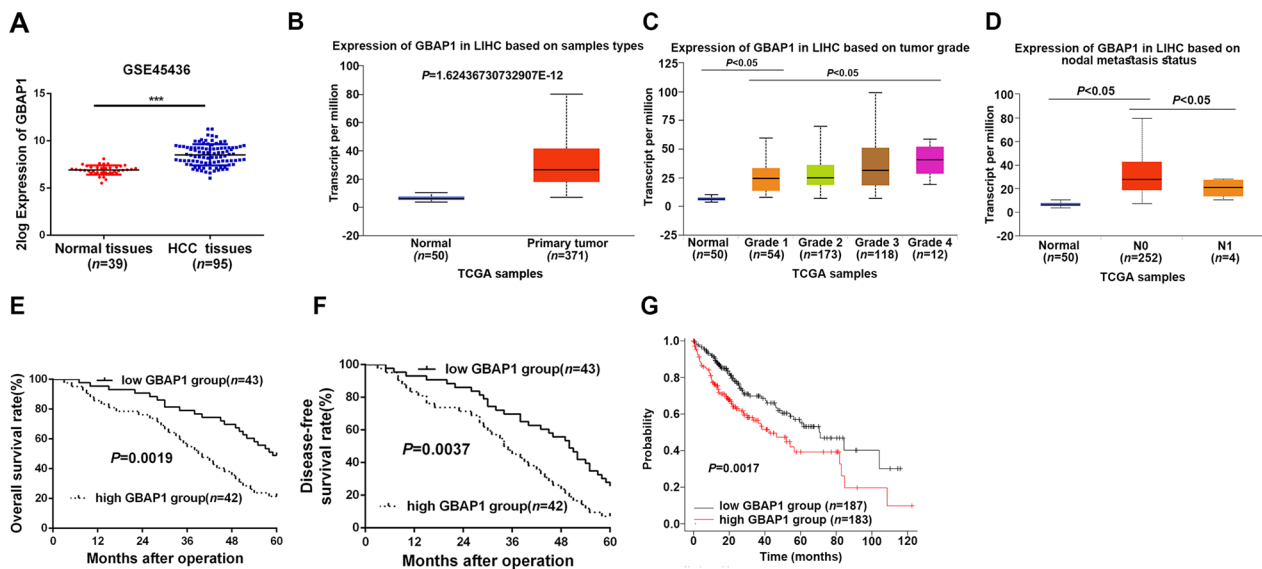 A
GSE45436
2log Expression of GBAP1
15
10
5
0
***
Normal tissues
(n=39)
HCC tissues
(n=95)
B
Expression of GBAP1 in LIHC based on samples types
P=1.62436730732907E-12
Transcript per million
100
80
60
40
20
0
-20
Normal
(n=50)
Primary tumor
(n=371)
TCGA samples
C
Expression of GBAP1 in LIHC based on tumor grade
P<0.05
P<0.05
Transcript per million
125
100
75
50
25
0
-25
Normal
(n=50)
Grade 1
(n=54)
Grade 2
(n=173)
Grade 3
(n=118)
Grade 4
(n=12)
TCGA samples
D
Expression of GBAP1 in LIHC based on
nodal metastasis status
P<0.05
P<0.05
Transcript per million
100
80
60
40
20
0
-20
Normal
(n=50)
N0
(n=252)
N1
(n=4)
TCGA samples
E
Overall survival rate(%)
100
80
60
40
20
0
low GBAP1 group(n=43)
P=0.0019
high GBAP1 group(n=42)
0 12 24 36 48 60
Months after operation
F
Disease-free
survival rate(%)
100
80
60
40
20
0
low GBAP1 group(n=43)
P=0.0037
high GBAP1 group(n=42)
0 12 24 36 48 60
Months after operation
G
Probability
1.0
0.8
0.6
0.4
0.2
0.0
P=0.0017
low GBAP1 group (n=187)
high GBAP1 group (n=183)
0 20 40 60 80 100 120
Time (months)